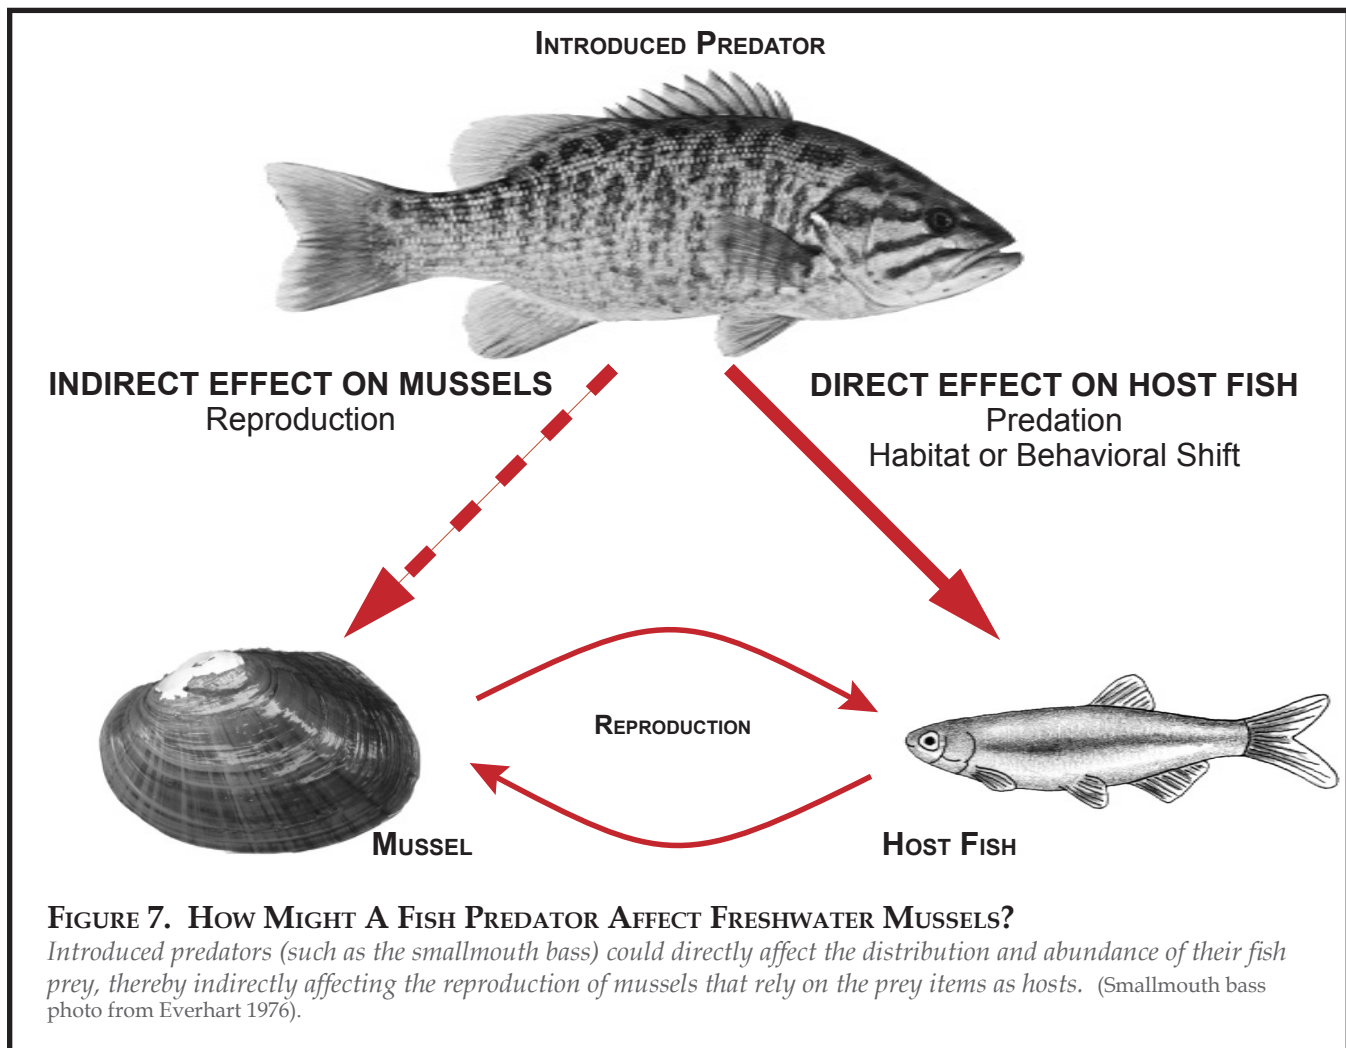 Introduced Predator
INDIRECT EFFECT ON MUSSELS
Reproduction
DIRECT EFFECT ON HOST FISH
Predation
Habitat or Behavioral Shift
Reproduction
Mussel
Host Fish
Figure 7. How Might A Fish Predator Affect Freshwater Mussels?
Introduced predators (such as the smallmouth bass) could directly affect the distribution and abundance of their fish
prey, thereby indirectly affecting the reproduction of mussels that rely on the prey items as hosts. (Smallmouth bass
photo from Everhart 1976).